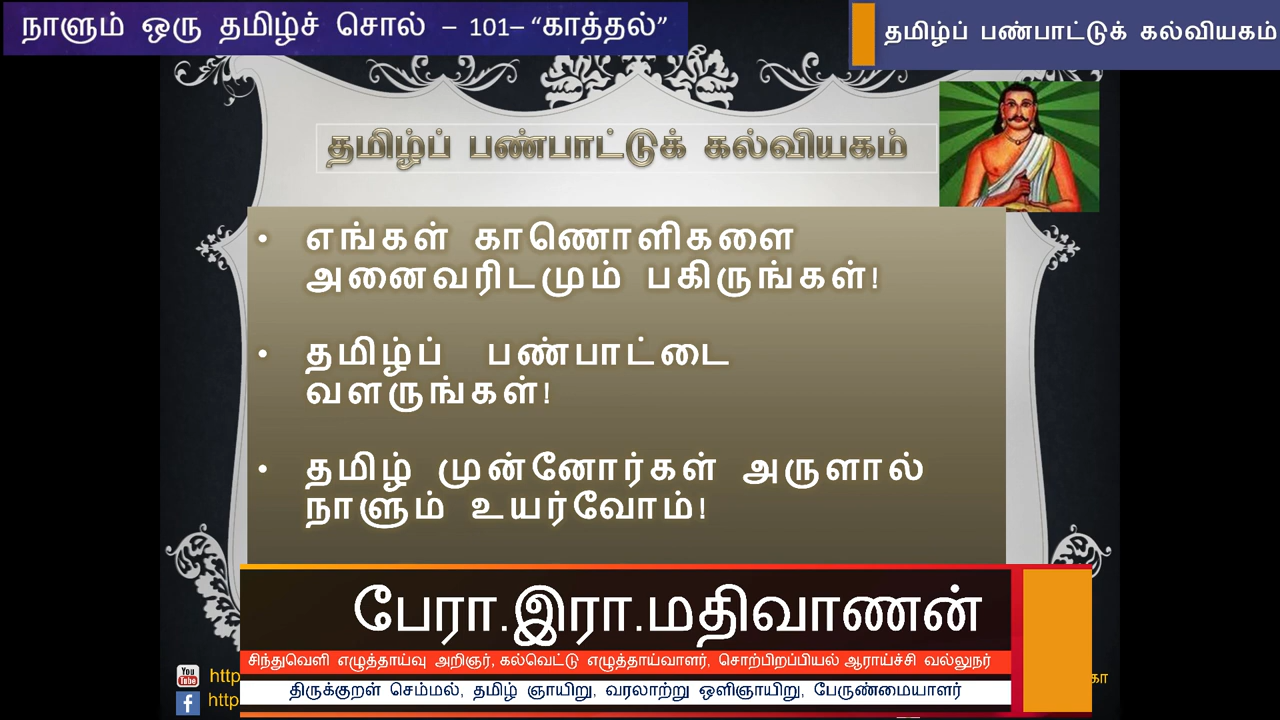 நாளும் ஒரு தமிழ்ச் சொல் – 101– “காத்தல்”
தமிழ்ப் பண்பாட்டுக் கல்வியகம்
தமிழ்ப் பண்பாட்டுக் கல்வியகம்
• எங்கள் காணொளிகளை
அனைவரிடமும் பகிருங்கள்!
• தமிழ்ப் பண்பாட்டை
வளருங்கள்!
• தமிழ் முன்னோர்கள் அருளால்
நாளும் உயர்வோம்!
பேரா.இரா.மதிவாணன்
சிந்துவெளி எழுத்தாய்வு அறிஞர், கல்வெட்டு எழுத்தாய்வாளர், சொற்பிறப்பியல் ஆராய்ச்சி வல்லுநர்
திருக்குறள் செம்மல், தமிழ் ஞாயிறு, வரலாற்று ஒளிஞாயிறு, பேருண்மையாளர்
You Tube